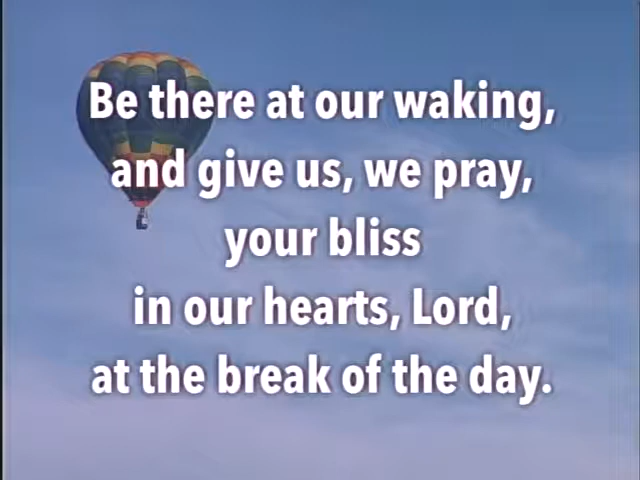 Be there at our waking,
and give us, we pray,
your bliss
in our hearts, Lord,
at the break of the day.